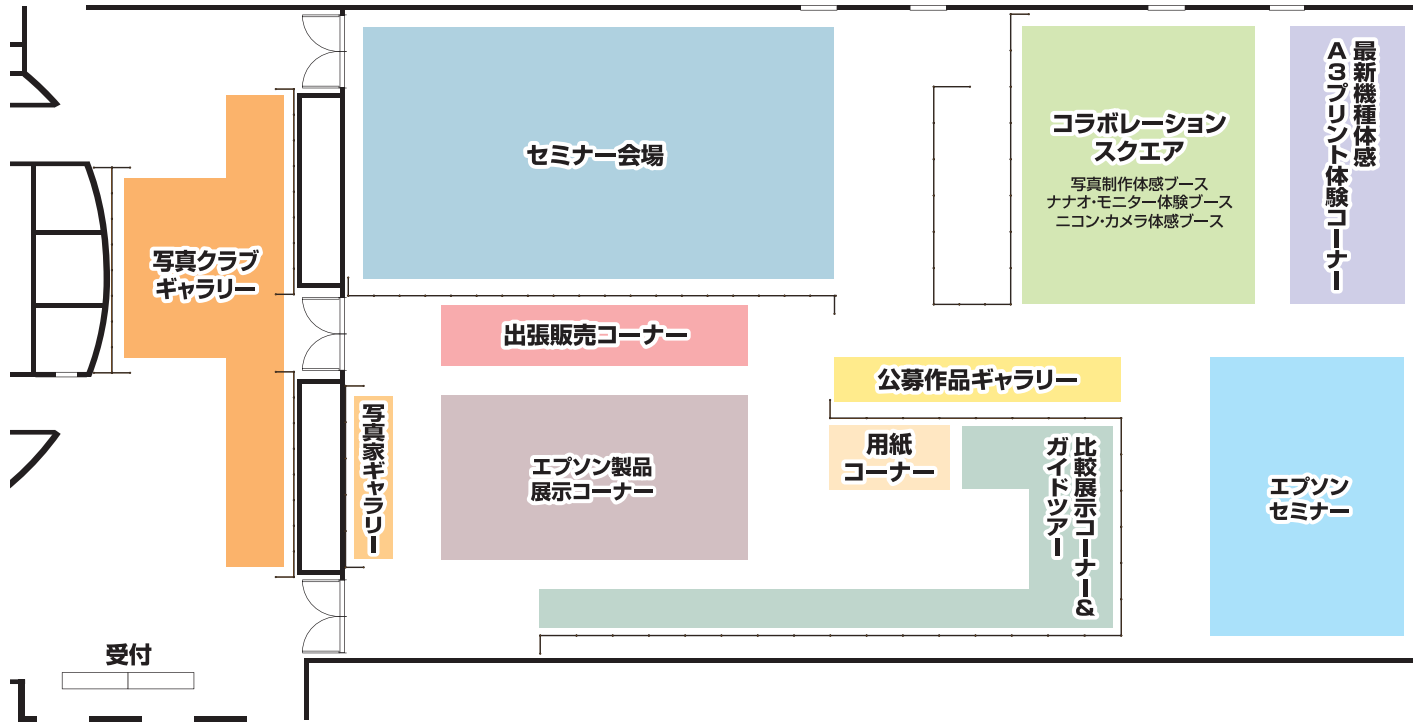 セミナー会場
コラボレーション
スクエア
写真制作体感ブース
ナナオ・モニター体験ブース
ニコン・カメラ体感ブース
最新機種体感
A3プリント体験コーナー
写真クラブ
ギャラリー
出張販売コーナー
公募作品ギャラリー
写真家ギャラリー
エプソン製品
展示コーナー
用紙
コーナー
比較展示コーナー&
ガイドツアー
エプソン
セミナー
受付